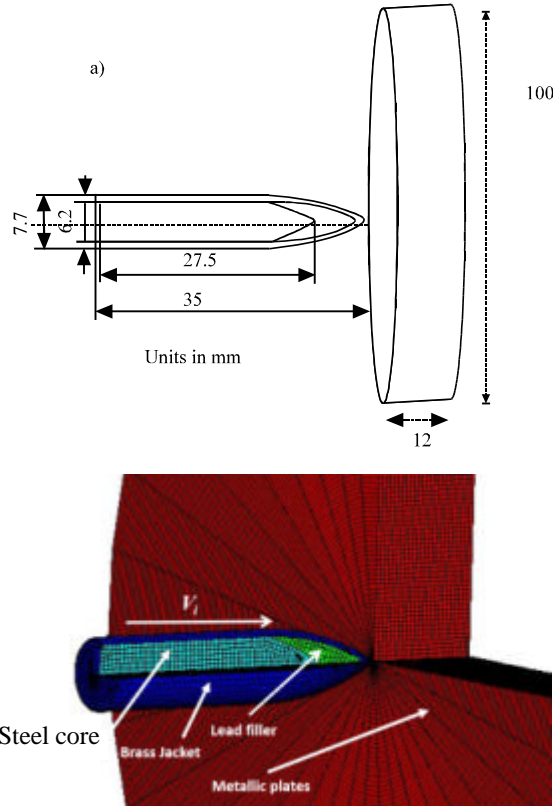 a)
100
7.7
6.2
27.5
35
Units in mm
12
Vi
Steel core
Brass Jacket
Lead filler
Metallic plates